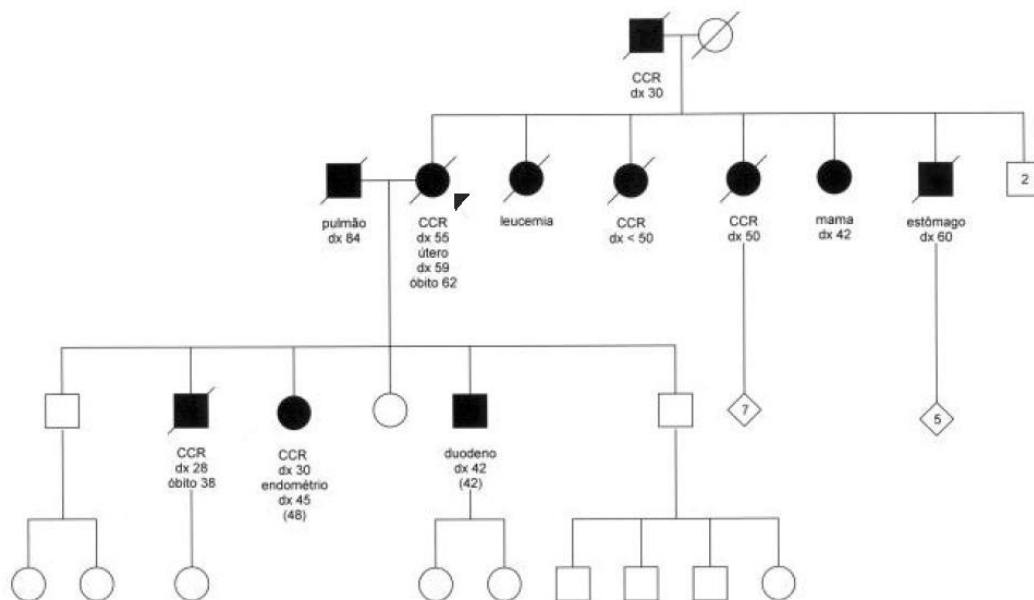 CCR
dx 30
2
pulmão
dx 84
CCR
dx 55
útero
dx 59
óbito 62
leucemia
CCR
dx < 50
CCR
dx 50
mama
dx 42
estômago
dx 60
7
5
CCR
dx 28
óbito 38
CCR
dx 30
endométrio
dx 45
(48)
duodeno
dx 42
(42)